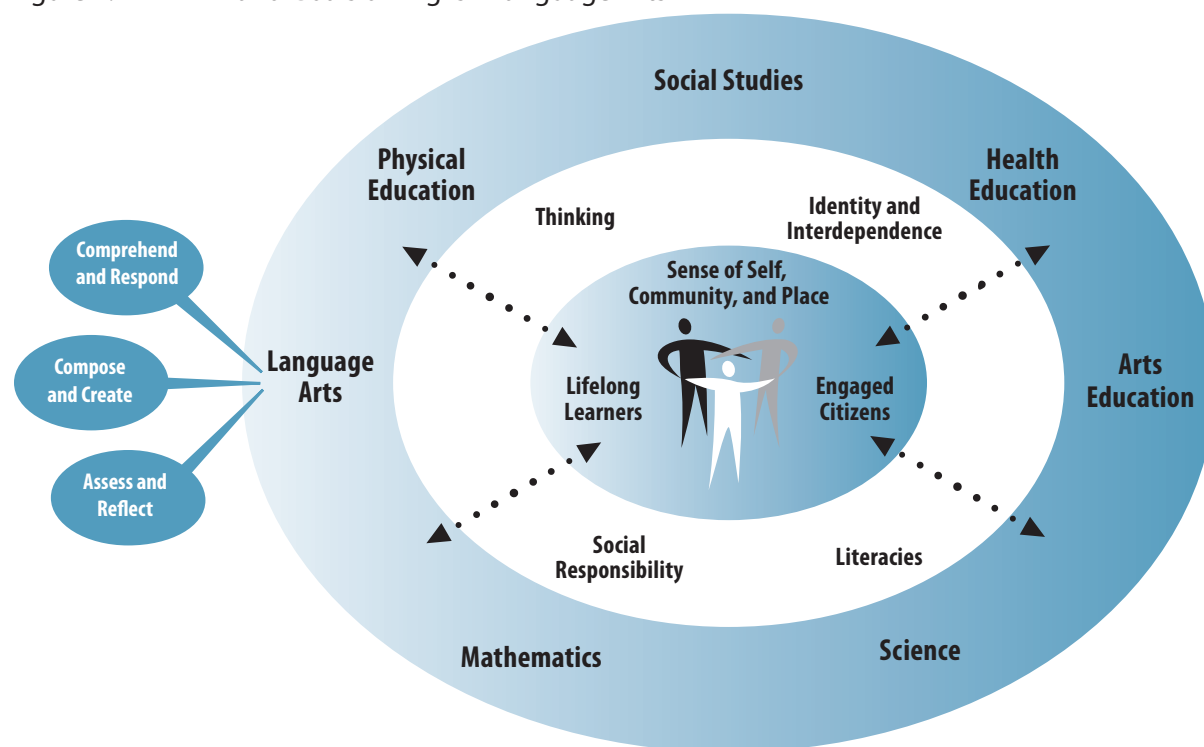 Social Studies
Physical
Education
Health
Education
Thinking
Identity and
Interdependence
Comprehend
and Respond
Sense of Self,
Community, and Place
Compose
and Create
Language
Arts
Lifelong
Learners
Engaged
Citizens
Arts
Education
Assess and
Reflect
Social
Responsibility
Literacies
Mathematics
Science